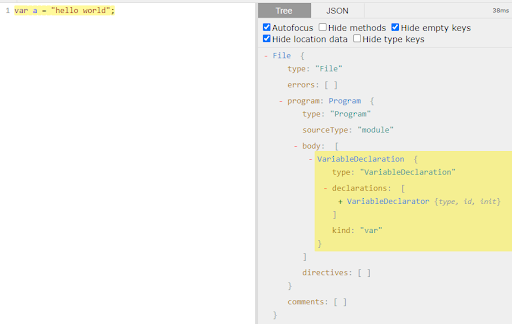 1 var a = "hello world";
Tree JSON 38ms
Autofocus Hide methods Hide empty keys
Hide location data Hide type keys
- File {
type: "File"
errors: [ ]
- program: Program {
type: "Program"
sourceType: "module"
- body: [
- VariableDeclaration {
type: "VariableDeclaration"
- declarations: [
+ VariableDeclarator {type, id, init}
]
kind: "var"
}
]
directives: [ ]
}
comments: [ ]
}